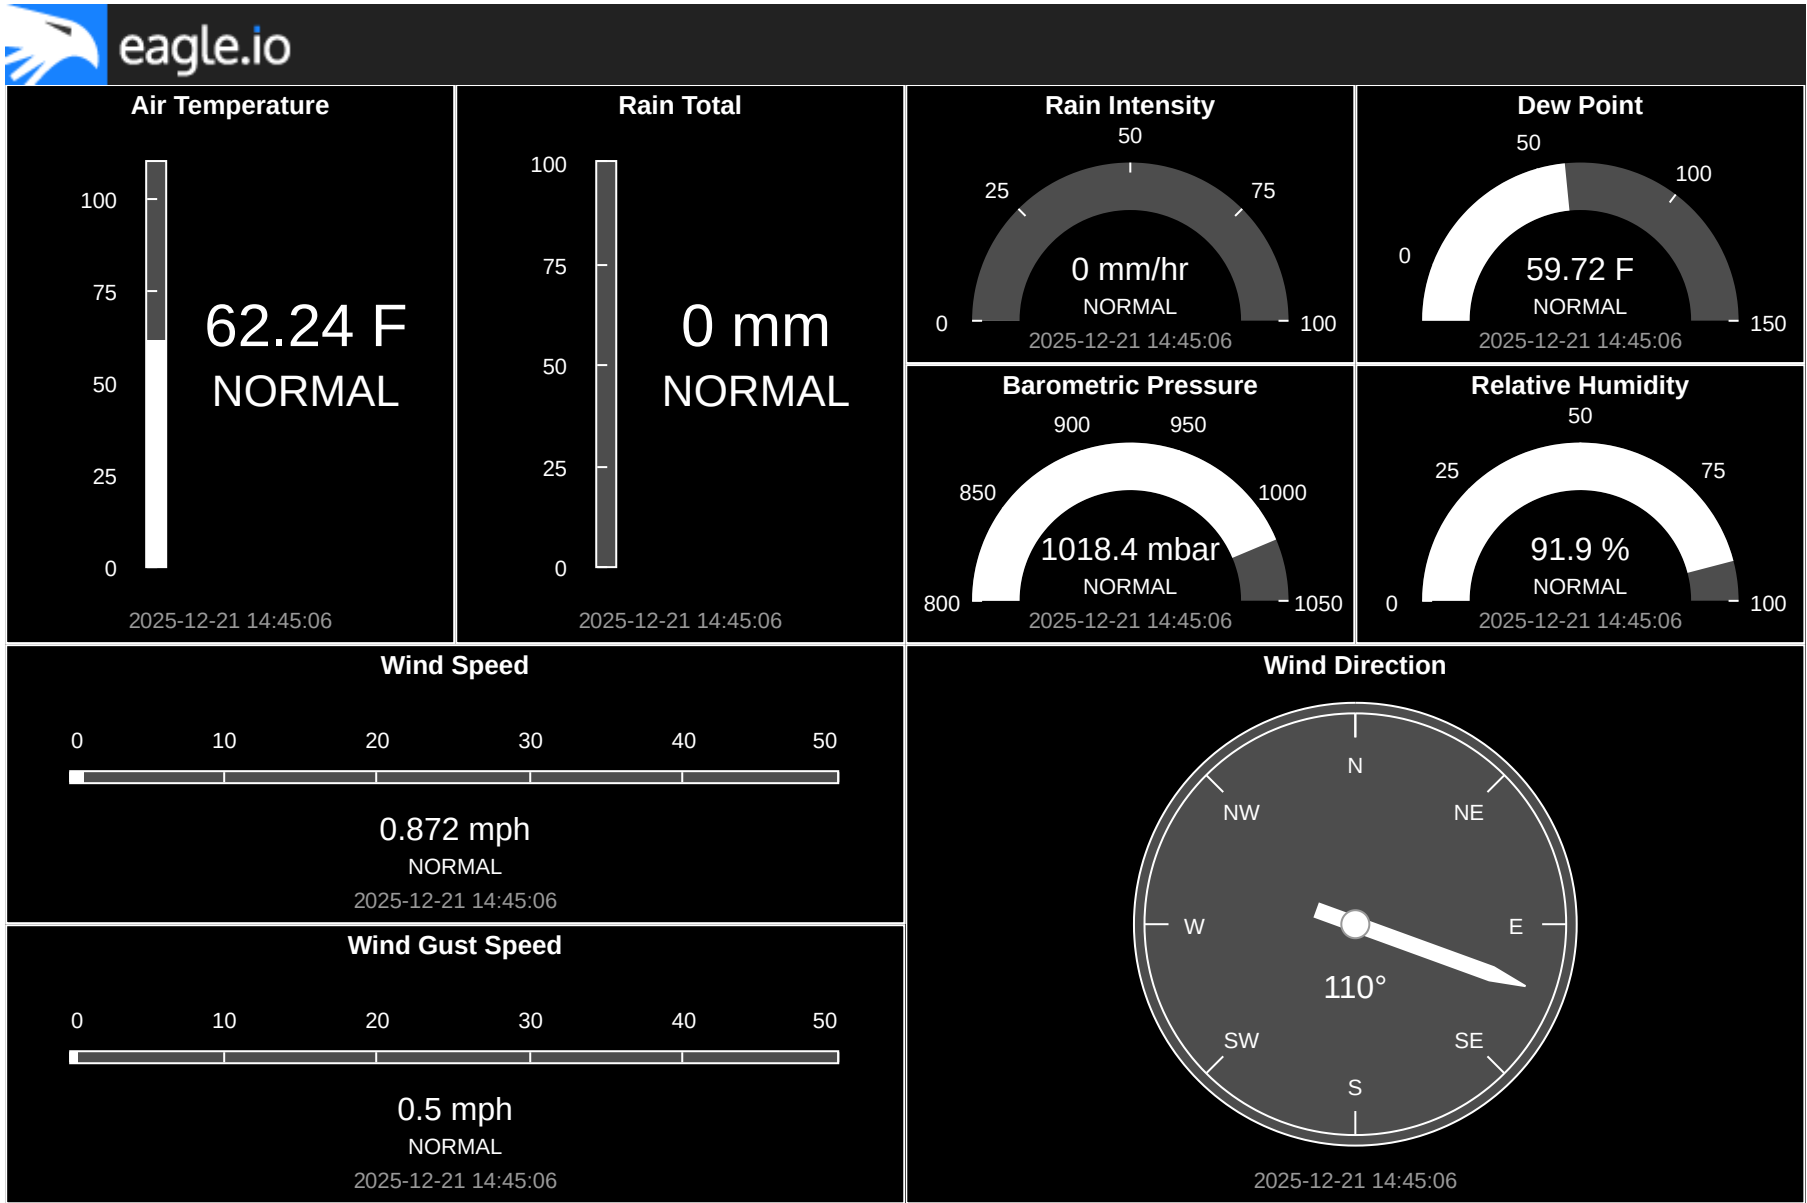 eagle.io
Air Temperature
100
75
50
25
0
62.24 F
NORMAL
2025-12-21 14:45:06
Rain Total
100
75
50
25
0
0 mm
NORMAL
2025-12-21 14:45:06
Rain Intensity
0
25
50
75
100
0 mm/hr
NORMAL
2025-12-21 14:45:06
Dew Point
0
50
100
150
59.72 F
NORMAL
2025-12-21 14:45:06
Barometric Pressure
800
850
900
950
1000
1050
1018.4 mbar
NORMAL
2025-12-21 14:45:06
Relative Humidity
0
25
50
75
100
91.9 %
NORMAL
2025-12-21 14:45:06
Wind Speed
0 10 20 30 40 50
0.872 mph
NORMAL
2025-12-21 14:45:06
Wind Gust Speed
0 10 20 30 40 50
0.5 mph
NORMAL
2025-12-21 14:45:06
Wind Direction
N
NW NE
W E
110°
SW SE
S
2025-12-21 14:45:06